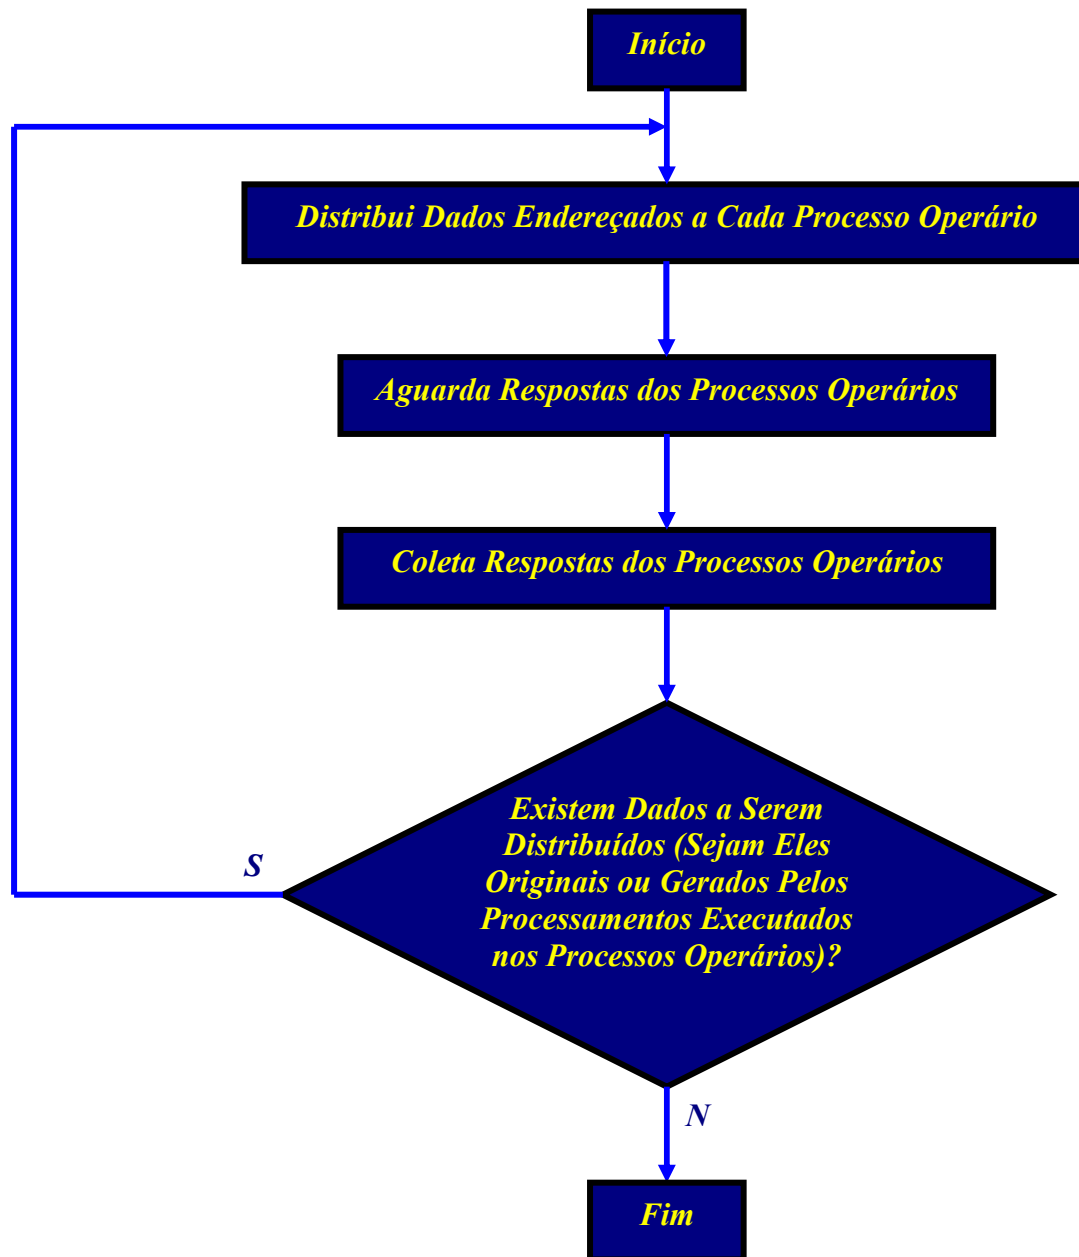 Início
Distribui Dados Endereçados a Cada Processo Operário
Aguarda Respostas dos Processos Operários
Coleta Respostas dos Processos Operários
Existem Dados a Serem
Distribuídos (Sejam Eles
Originais ou Gerados Pelos
Processamentos Executados
nos Processos Operários)?
S
N
Fim